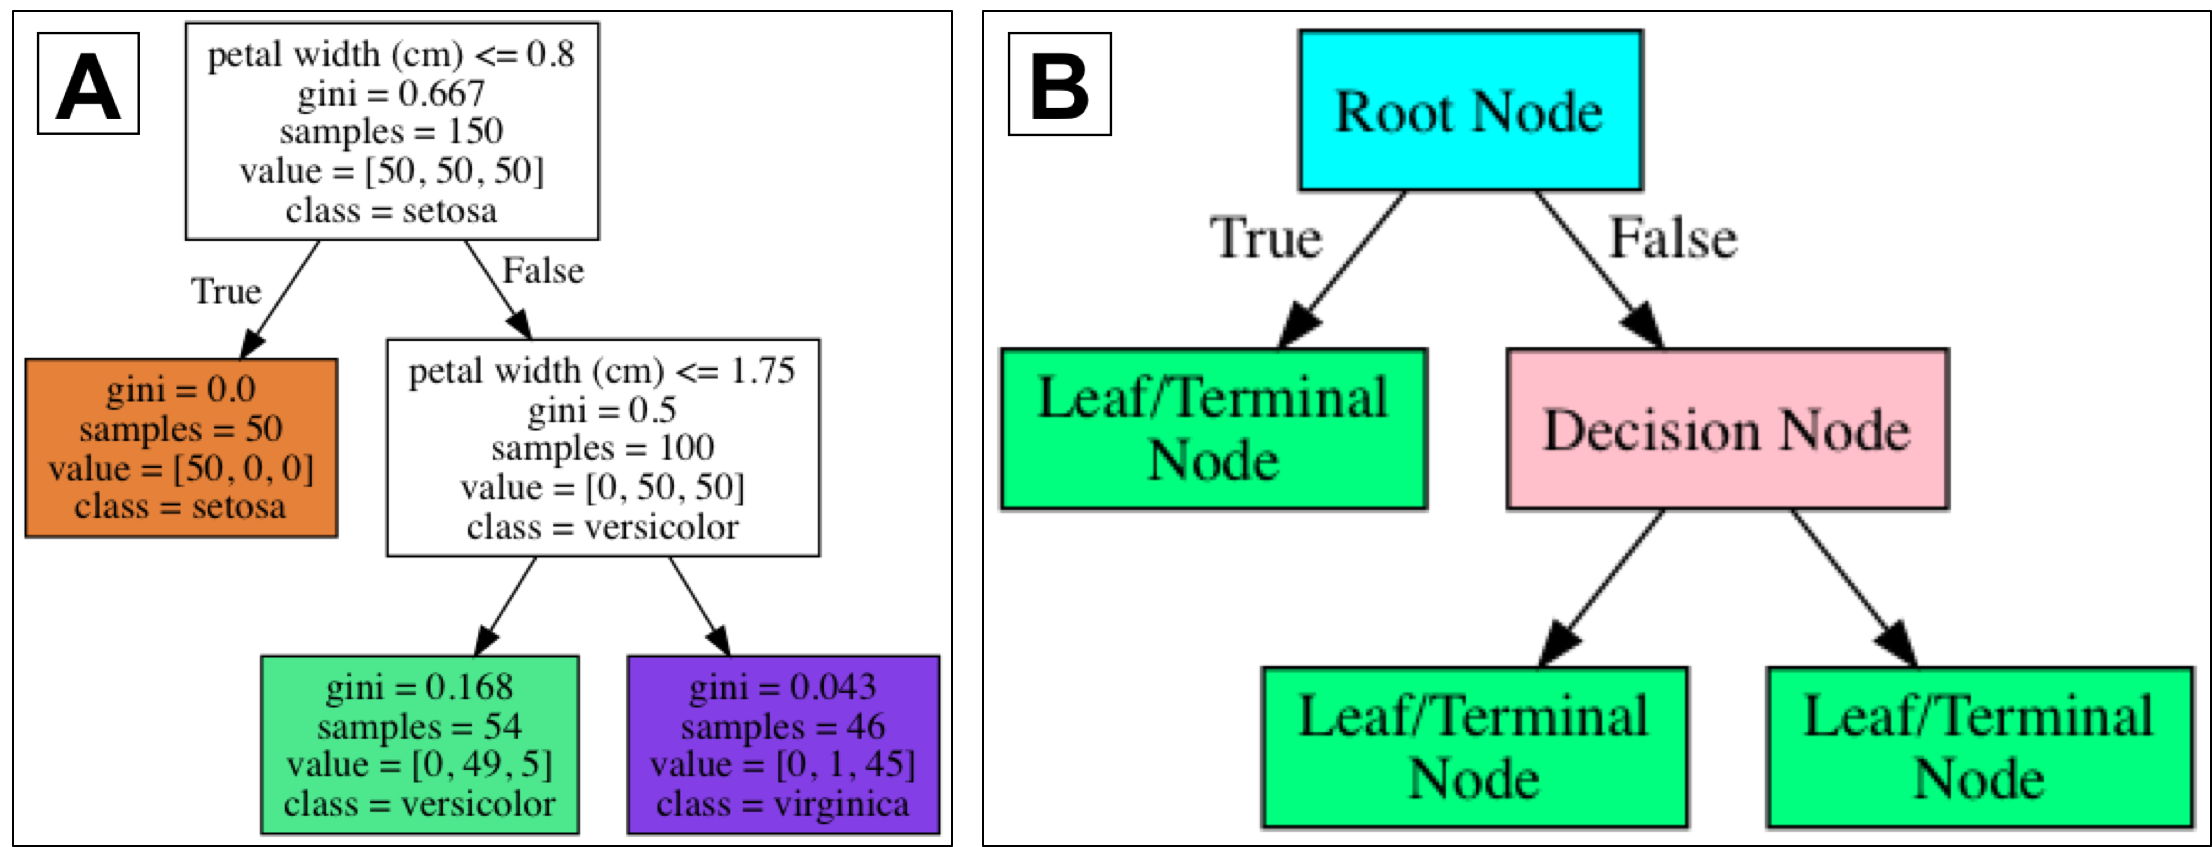 A
petal width (cm) <= 0.8
gini = 0.667
samples = 150
value = [50, 50, 50]
class = setosa
True
False
gini = 0.0
samples = 50
value = [50, 0, 0]
class = setosa
petal width (cm) <= 1.75
gini = 0.5
samples = 100
value = [0, 50, 50]
class = versicolor
gini = 0.168
samples = 54
value = [0, 49, 5]
class = versicolor
gini = 0.043
samples = 46
value = [0, 1, 45]
class = virginica
B
Root Node
True
False
Leaf/Terminal
Node
Decision Node
Leaf/Terminal
Node
Leaf/Terminal
Node